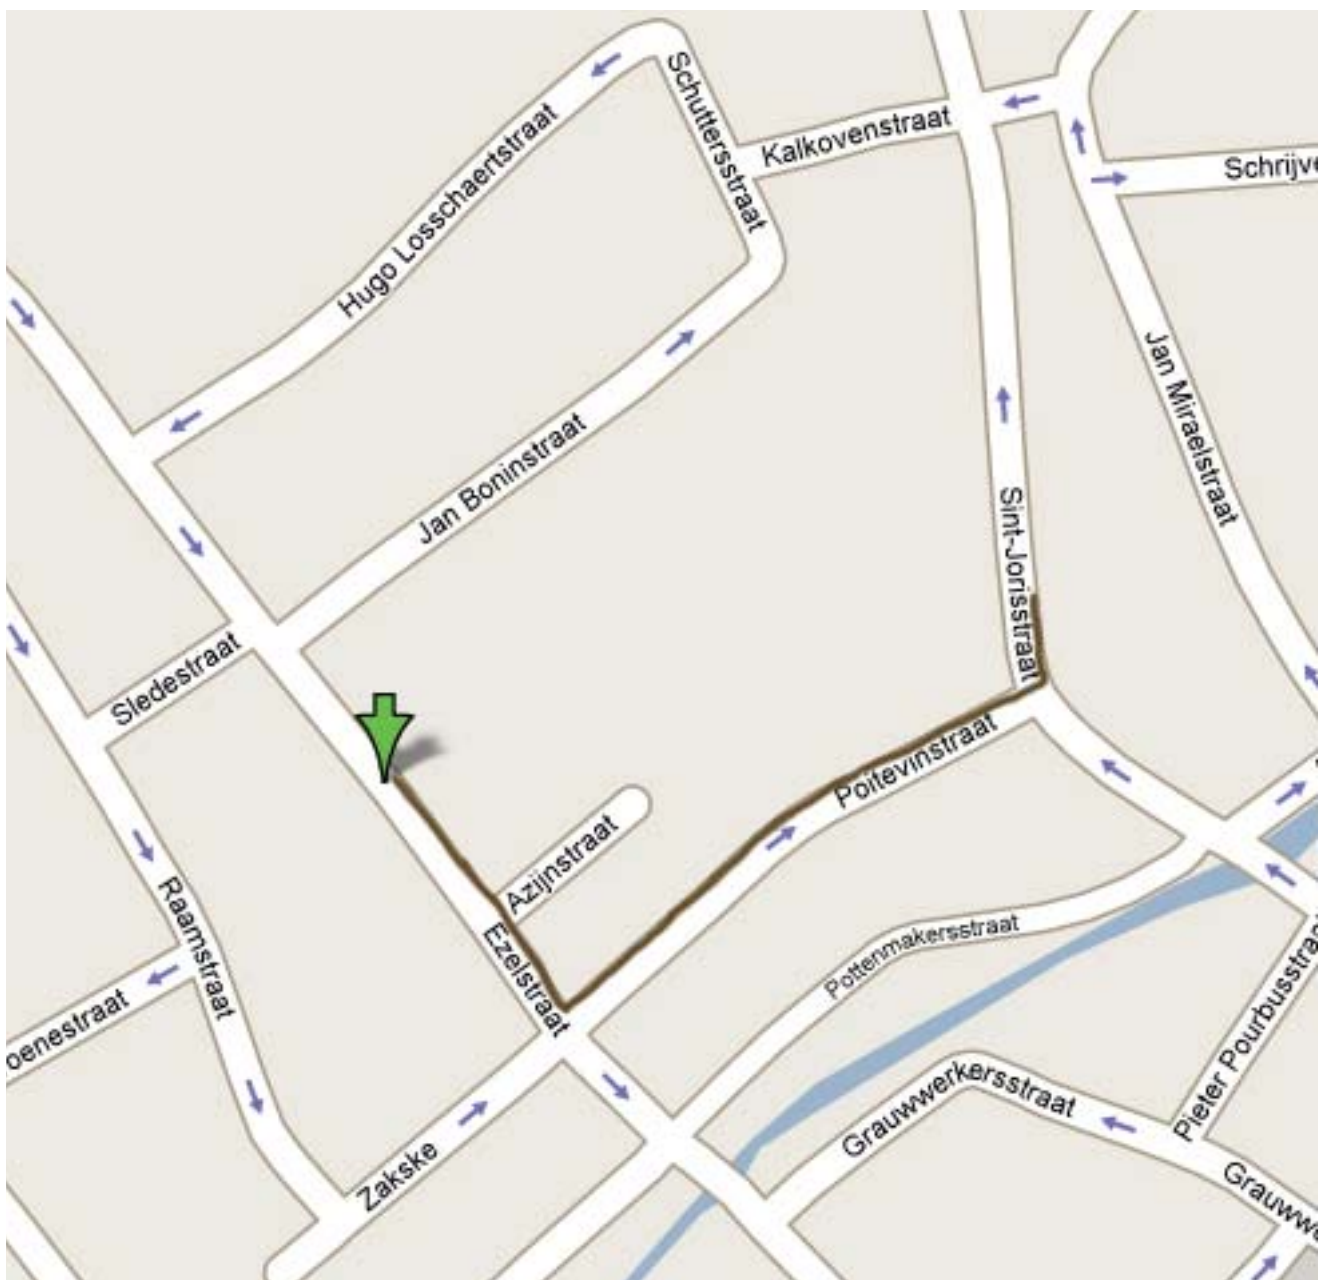 Schuttersstraat
Kalkovenstraat
Schrijve
Hugo Losschaertstraat
Jan Miraelstraat
Jan Boninstraat
Sint-Jorisstraat
Sledestraat
Poitevinstraat
Azijnstraat
Raamstraat
Ezelstraat
Pottenmakersstraat
oenestraat
Pieter Pourbusstraat
Grauwwerkersstraat
Zakske
Grauwwe